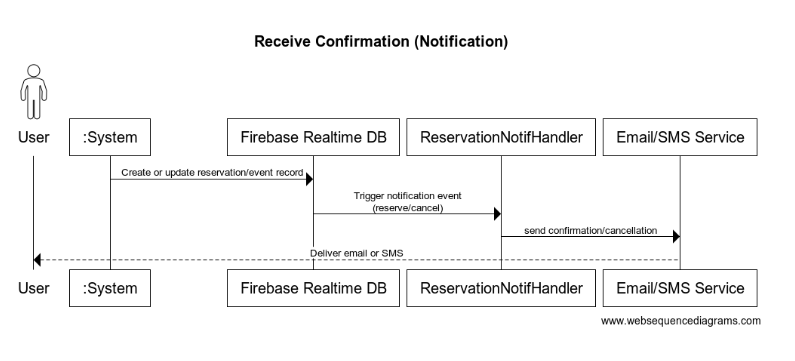 Receive Confirmation (Notification)
User
:System
Firebase Realtime DB
ReservationNotifHandler
Email/SMS Service
Create or update reservation/event record
Trigger notification event
(reserve/cancel)
send confirmation/cancellation
Deliver email or SMS
User
:System
Firebase Realtime DB
ReservationNotifHandler
Email/SMS Service
www.websequencediagrams.com